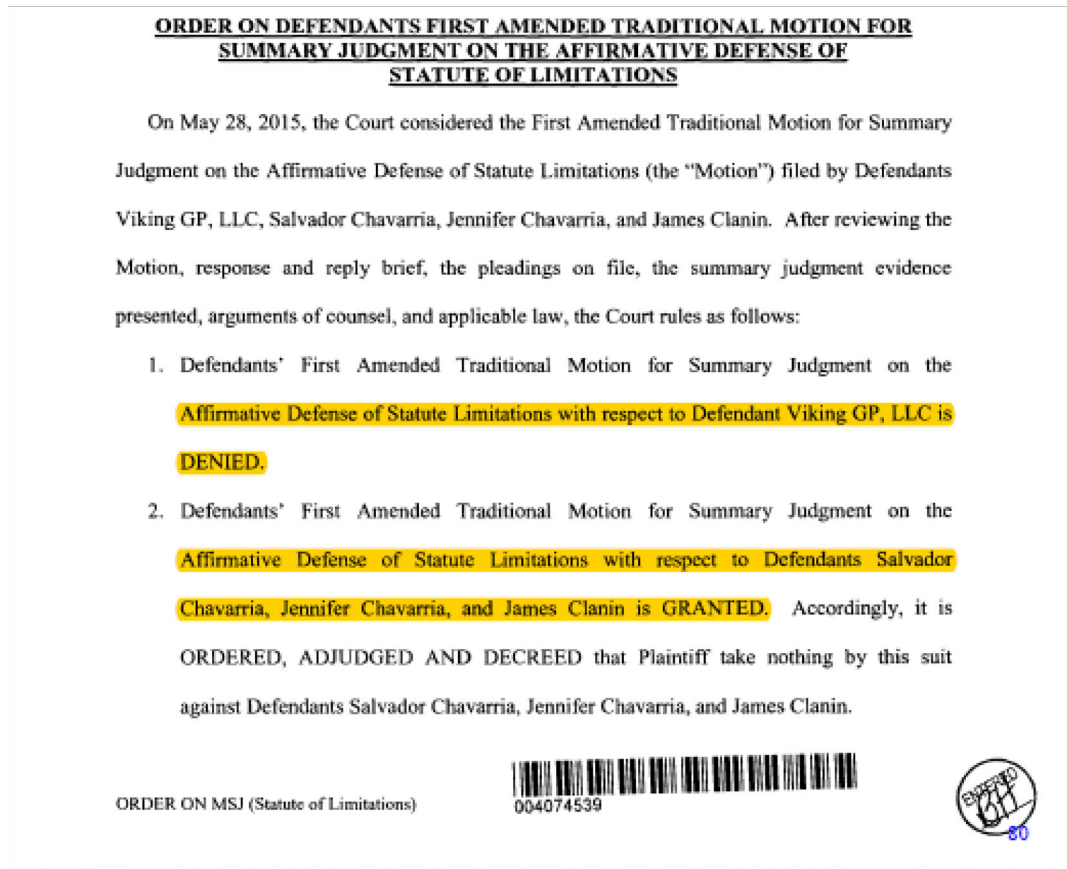 ORDER ON DEFENDANTS FIRST AMENDED TRADITIONAL MOTION FOR
SUMMARY JUDGMENT ON THE AFFIRMATIVE DEFENSE OF
STATUTE OF LIMITATIONS
On May 28, 2015, the Court considered the First Amended Traditional Motion for Summary
Judgment on the Affirmative Defense of Statute Limitations (the “Motion”) filed by Defendants
Viking GP, LLC, Salvador Chavarria, Jennifer Chavarria, and James Clanin. After reviewing the
Motion, response and reply brief, the pleadings on file, the summary judgment evidence
presented, arguments of counsel, and applicable law, the Court rules as follows:
1. Defendants’ First Amended Traditional Motion for Summary Judgment on the
Affirmative Defense of Statute Limitations with respect to Defendant Viking GP, LLC is
DENIED.
2. Defendants’ First Amended Traditional Motion for Summary Judgment on the
Affirmative Defense of Statute Limitations with respect to Defendants Salvador
Chavarria, Jennifer Chavarria, and James Clanin is GRANTED. Accordingly, it is
ORDERED, ADJUDGED AND DECREED that Plaintiff take nothing by this suit
against Defendants Salvador Chavarria, Jennifer Chavarria, and James Clanin.
ORDER ON MSJ (Statute of Limitations)
004074539
ENTERED
80